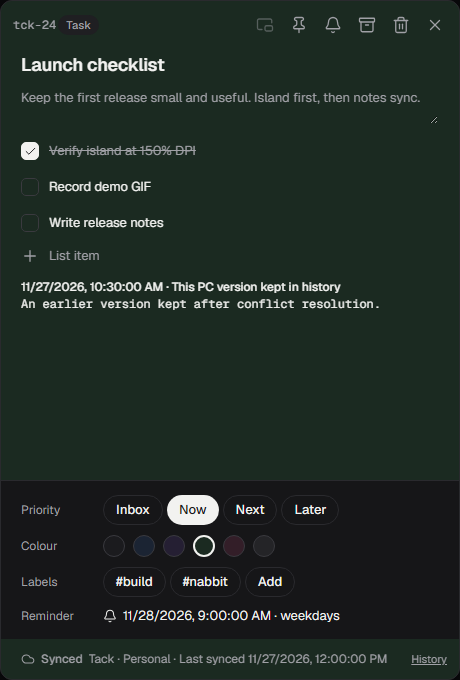 tck-24 Task
Launch checklist
Keep the first release small and useful. Island first, then notes sync.
Verify island at 150% DPI
Record demo GIF
Write release notes
List item
11/27/2026, 10:30:00 AM · This PC version kept in history
An earlier version kept after conflict resolution.
Priority Inbox Now Next Later
Colour
Labels #build #nabbit Add
Reminder 11/28/2026, 9:00:00 AM · weekdays
Synced Tack · Personal · Last synced 11/27/2026, 12:00:00 PM History